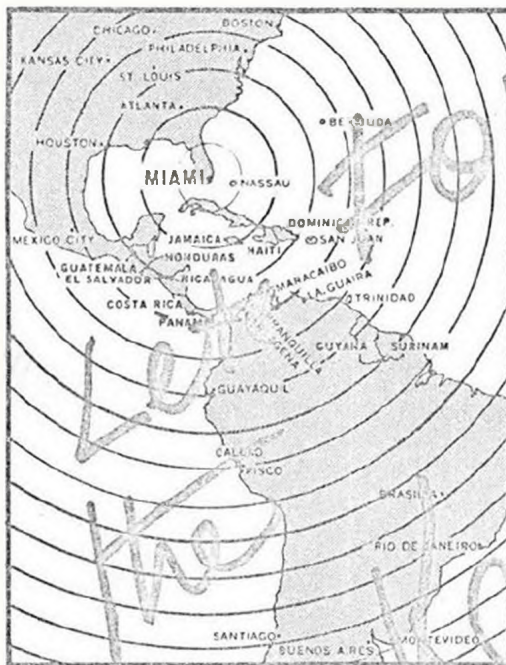 BOSTON
CHICAGO
PHILADELPHIA
KANSAS CITY
ST. LOUIS
ATLANTA
BERMUDA
HOUSTON
MIAMI
NASSAU
DOMINICAN REP.
MEXICO CITY
JAMAICA
HAITI
SAN JUAN
HONDURAS
GUATEMALA
EL SALVADOR
NICARAGUA
MARACAIBO
LA GUAIRA
COSTA RICA
TRINIDAD
PANAMA
GUYANA
SURINAM
GUAYAQUIL
CALLAO
PISCO
BRASILIA
RIO DE JANEIRO
SANTIAGO
BUENOS AIRES
MONTEVIDEO